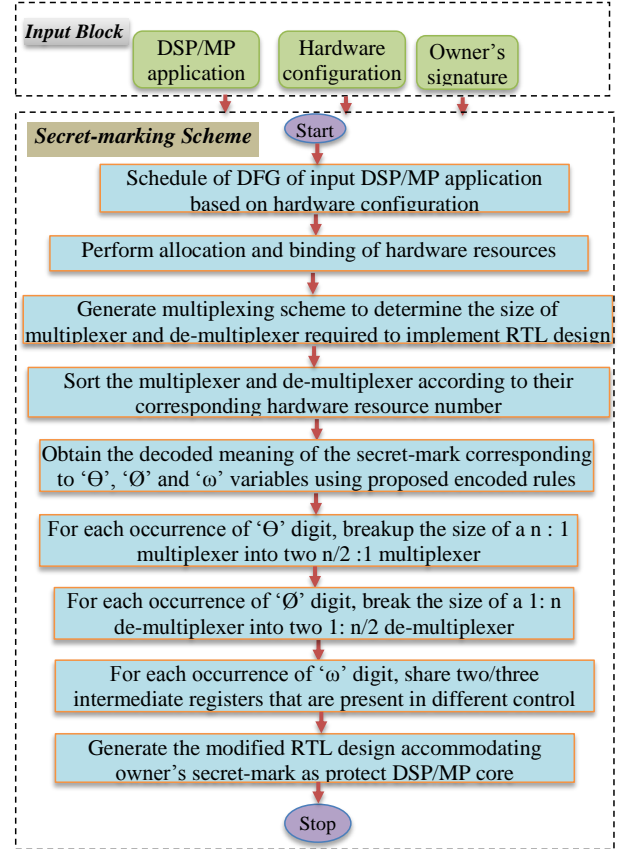 Input Block
DSP/MP
application
Hardware
configuration
Owner's
signature
Secret-marking Scheme
Start
Schedule of DFG of input DSP/MP application
based on hardware configuration
Perform allocation and binding of hardware resources
Generate multiplexing scheme to determine the size of
multiplexer and de-multiplexer required to implement RTL design
Sort the multiplexer and de-multiplexer according to their
corresponding hardware resource number
Obtain the decoded meaning of the secret-mark corresponding
to ‘Ɵ’, ‘Ø’ and ‘ω’ variables using proposed encoded rules
For each occurrence of ‘Ɵ’ digit, breakup the size of a n : 1
multiplexer into two n/2 :1 multiplexer
For each occurrence of ‘Ø’ digit, break the size of a 1: n
de-multiplexer into two 1: n/2 de-multiplexer
For each occurrence of ‘ω’ digit, share two/three
intermediate registers that are present in different control
Generate the modified RTL design accommodating
owner's secret-mark as protect DSP/MP core
Stop